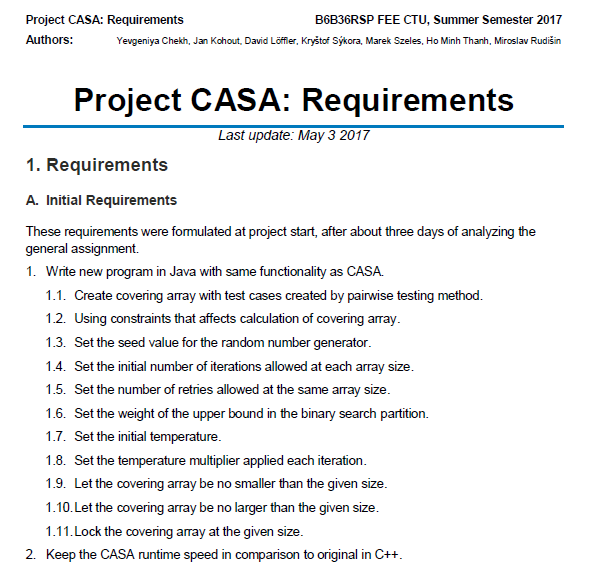 Project CASA: Requirements B6B36RSP FEE CTU, Summer Semester 2017
Authors: Yevgeniya Chekh, Jan Kohout, David Löffler, Kryštof Sýkora, Marek Szeles, Ho Minh Thanh, Miroslav Rudišin
Project CASA: Requirements
Last update: May 3 2017
1. Requirements
A. Initial Requirements
These requirements were formulated at project start, after about three days of analyzing the
general assignment.
1. Write new program in Java with same functionality as CASA.
1.1. Create covering array with test cases created by pairwise testing method.
1.2. Using constraints that affects calculation of covering array.
1.3. Set the seed value for the random number generator.
1.4. Set the initial number of iterations allowed at each array size.
1.5. Set the number of retries allowed at the same array size.
1.6. Set the weight of the upper bound in the binary search partition.
1.7. Set the initial temperature.
1.8. Set the temperature multiplier applied each iteration.
1.9. Let the covering array be no smaller than the given size.
1.10. Let the covering array be no larger than the given size.
1.11. Lock the covering array at the given size.
2. Keep the CASA runtime speed in comparison to original in C++.